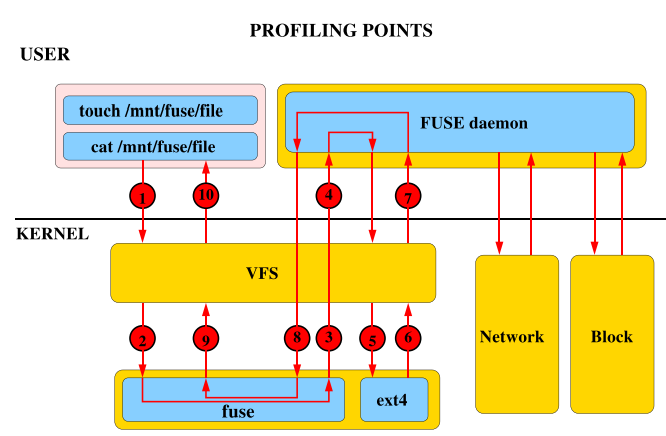 PROFILING POINTS
USER
touch /mnt/fuse/file
cat /mnt/fuse/file
FUSE daemon
1
10
4
7
KERNEL
VFS
Network
Block
2
9
8
3
5
6
fuse
ext4